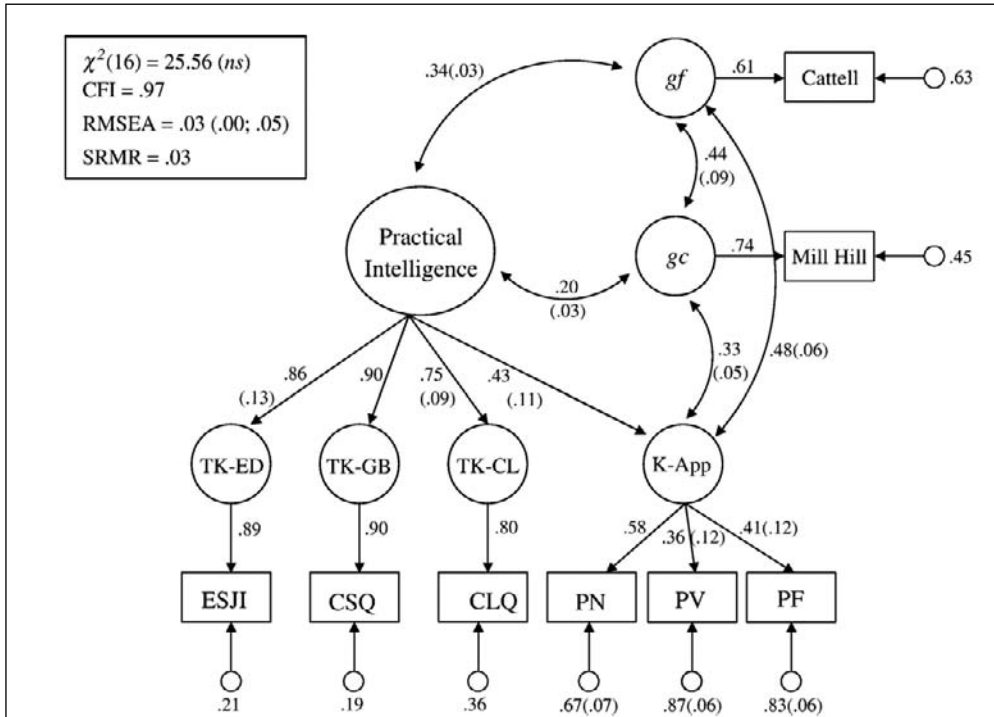 χ²(16) = 25.56 (ns)
CFI = .97
RMSEA = .03 (.00; .05)
SRMR = .03
.34(.03)
gf
.61
Cattell
.63
.44
(.09)
Practical
Intelligence
gc
.74
Mill Hill
.45
.20
(.03)
.33
(.05)
.48(.06)
.86
(.13)
.90
.75
(.09)
.43
(.11)
TK-ED
TK-GB
TK-CL
K-App
.89
.90
.80
.58
.36 (.12)
.41(.12)
ESJI
CSQ
CLQ
PN
PV
PF
.21
.19
.36
.67(.07)
.87(.06)
.83(.06)